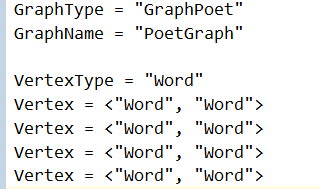 GraphType = "GraphPoet"
GraphName = "PoetGraph"
VertexType = "Word"
Vertex = <"Word", "Word">
Vertex = <"Word", "Word">
Vertex = <"Word", "Word">
Vertex = <"Word", "Word">